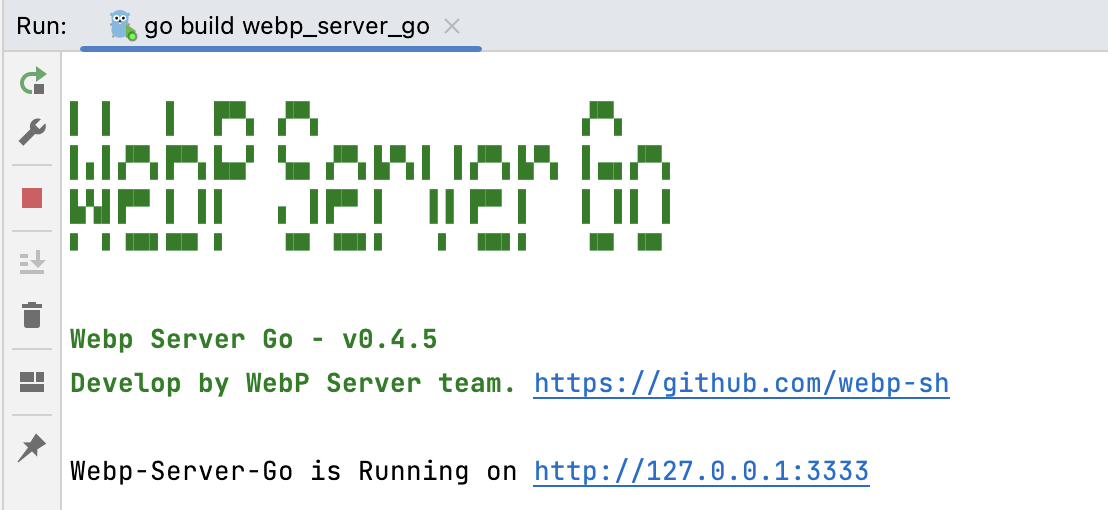 Run: go build webp_server_go
WebP Server Go
Webp Server Go - v0.4.5
Develop by WebP Server team. https://github.com/webp-sh
Webp-Server-Go is Running on http://127.0.0.1:3333